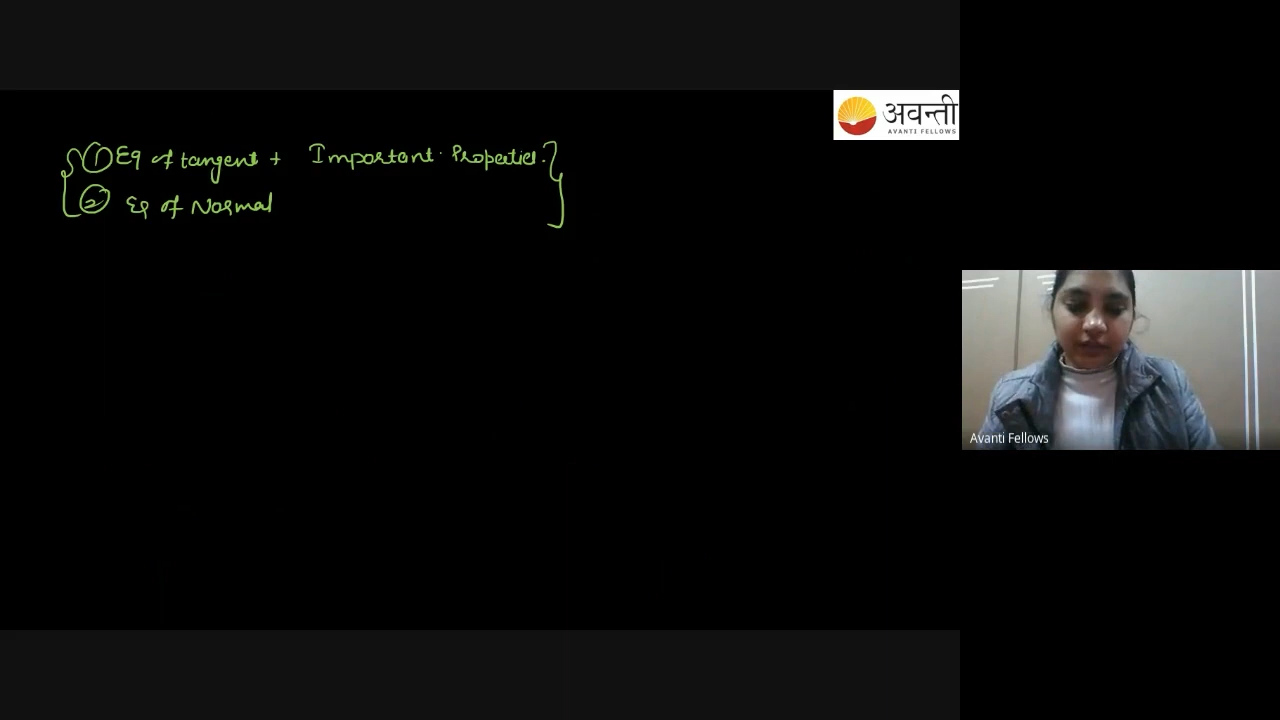 अवन्ती
AVANTI FELLOWS
① Eq of tangent + Important Properties.
② Eq of Normal
Avanti Fellows